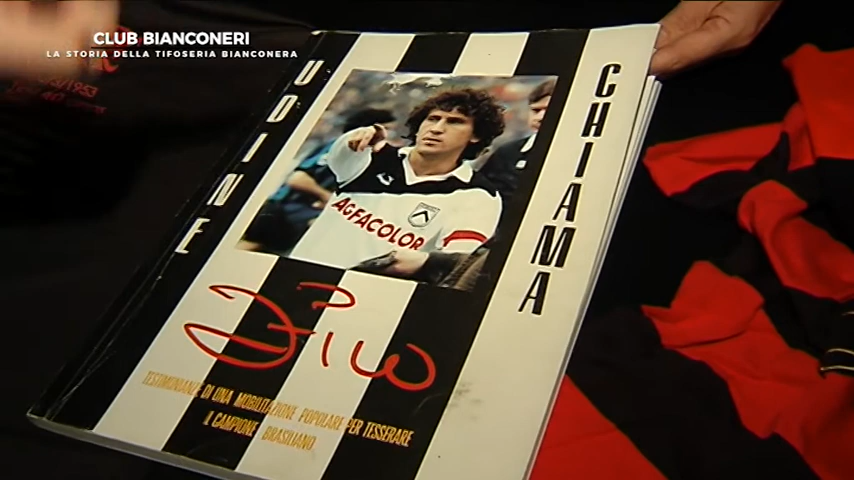 CLUB BIANCONERI
LA STORIA DELLA TIFOSERIA BIANCONERA
UDINE
CHIAMA
AGFACOLOR
ZICO
TESTIMONIANZE DI UNA MOBILITAZIONE POPOLARE PER TESSERARE
IL CAMPIONE BRASILIANO